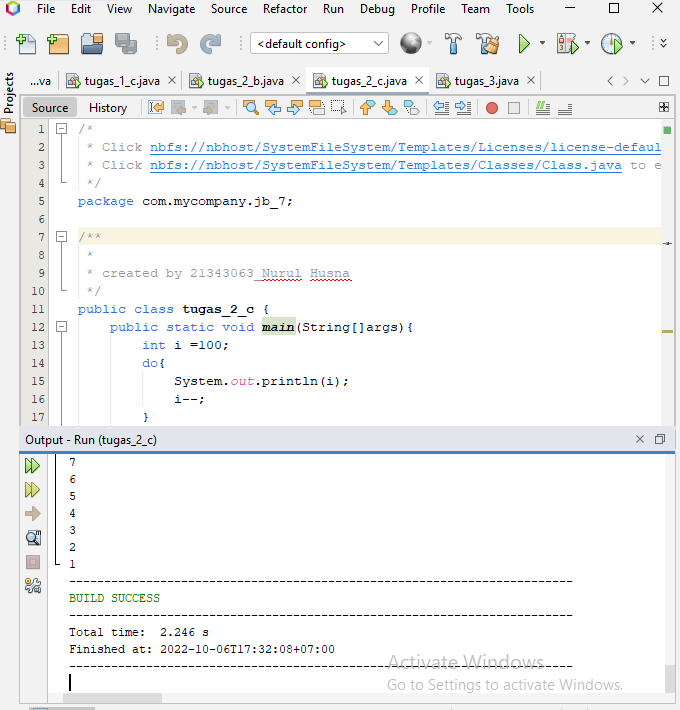 File Edit View Navigate Source Refactor Run Debug Profile Team Tools
<default config>
Projects
...va tugas_1_c.java tugas_2_b.java tugas_2_c.java tugas_3.java
Source History
1 /*
2 * Click nbfs://nbhost/SystemFileSystem/Templates/Licenses/license-defaul
3 * Click nbfs://nbhost/SystemFileSystem/Templates/Classes/Class.java to e
4 */
5 package com.mycompany.jb_7;
6
7 /**
8 *
9 * created by 21343063_Nurul Husna
10 */
11 public class tugas_2_c {
12 public static void main(String[]args){
13 int i =100;
14 do{
15 System.out.println(i);
16 i--;
17 }
Output - Run (tugas_2_c)
7
6
5
4
3
2
1
------------------------------------------------------------------------
BUILD SUCCESS
------------------------------------------------------------------------
Total time: 2.246 s
Finished at: 2022-10-06T17:32:08+07:00
------------------------------------------------------------------------
Activate Windows
Go to Settings to activate Windows.